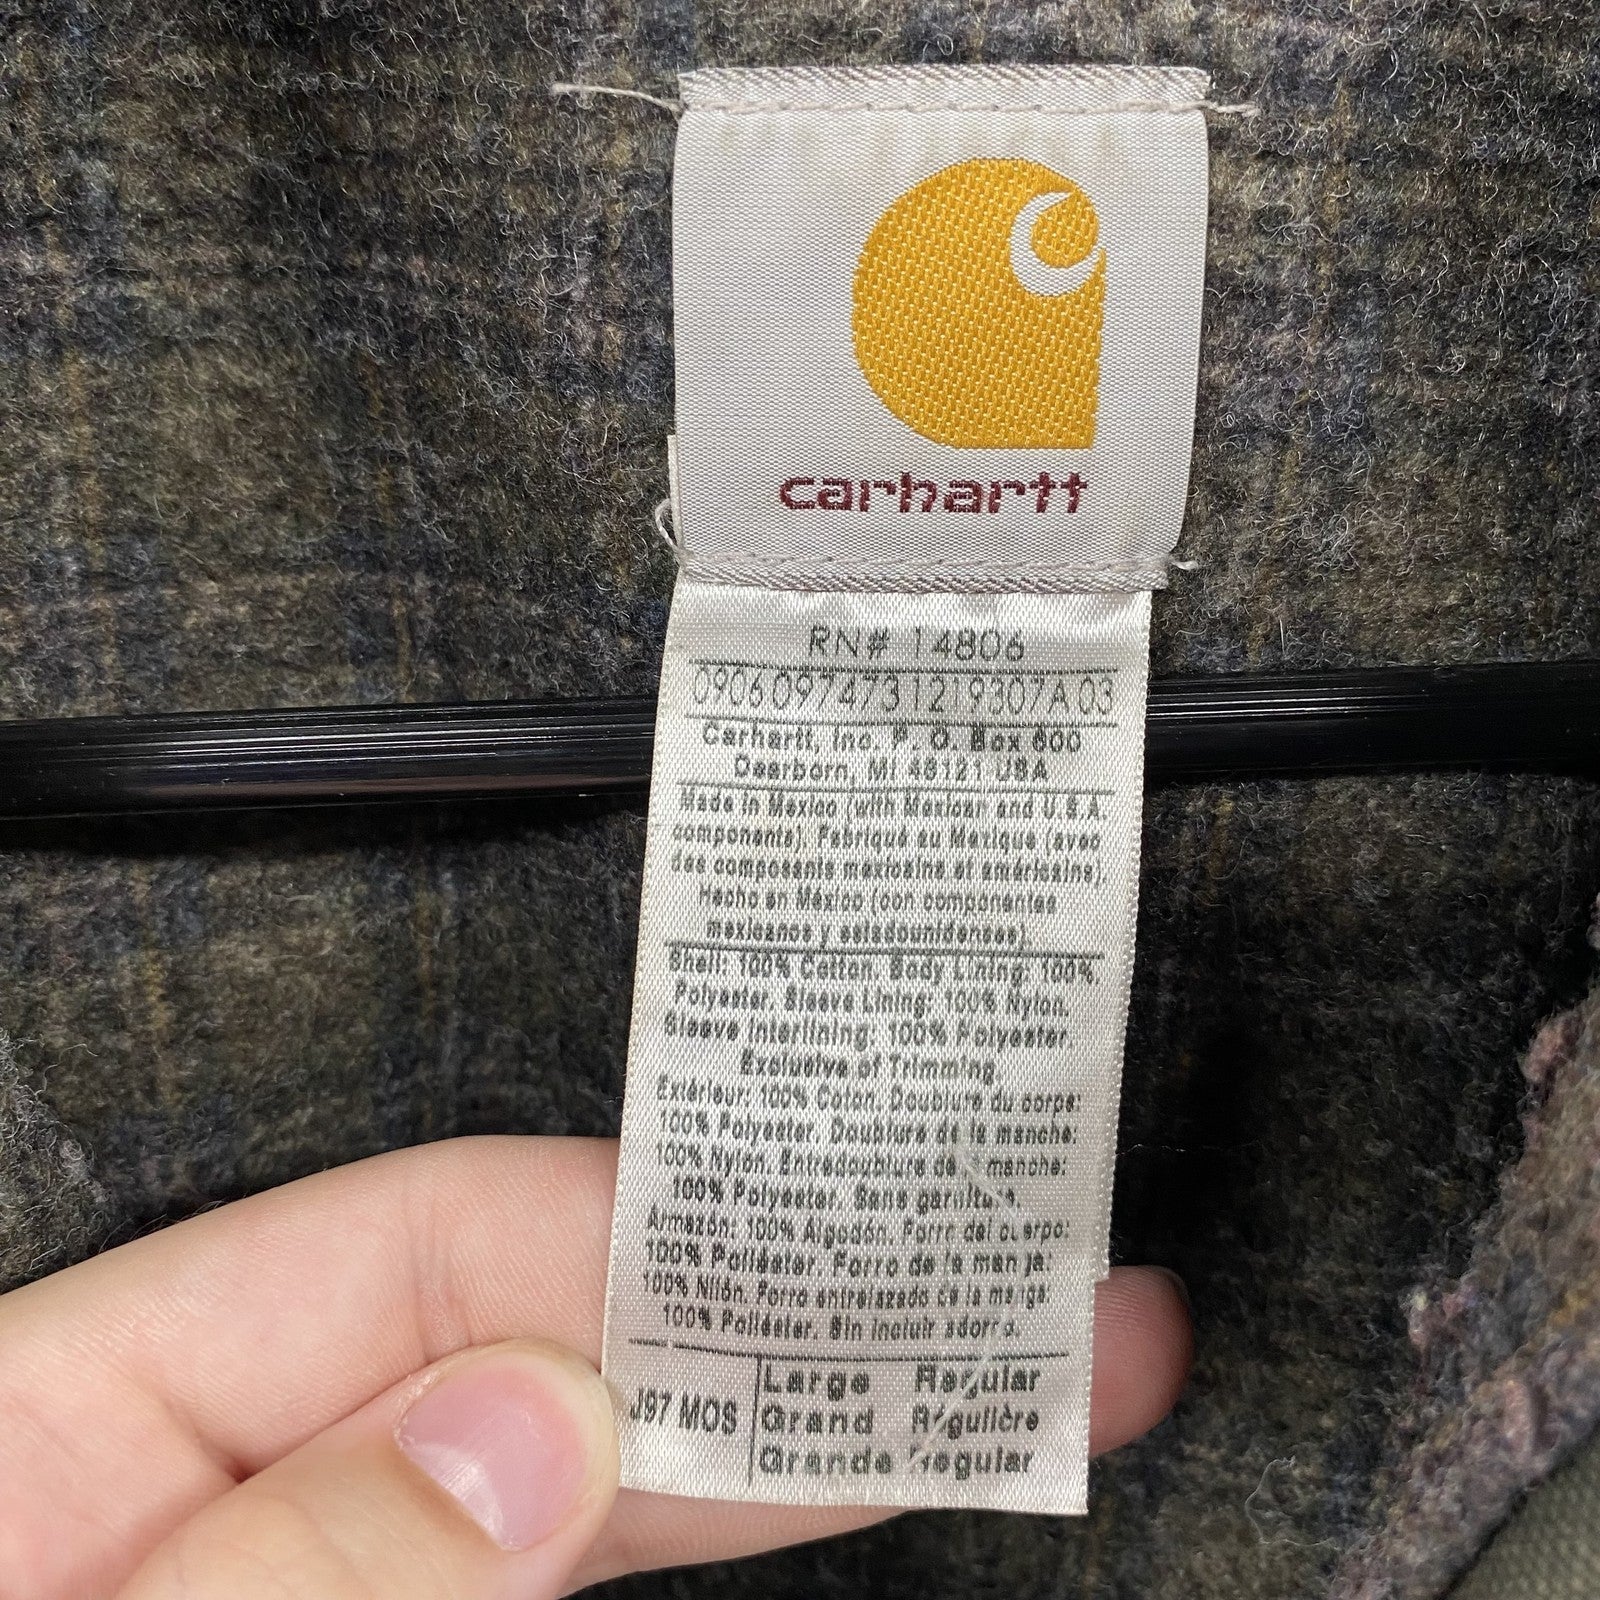 carhartt
RN# 14806
0906097473121 9307A 03
Carhartt, Inc. P. O. Box 600
Dearborn, MI 48121 USA
Made in Mexico (with Mexican and U.S.A.
components). Fabriqué au Mexique (avec
des composants mexicains et américains).
Hecho en México (con componentes
mexicanos y estadounidenses)
Shell: 100% Cotton. Body Lining: 100%.
Polyester. Sleeve Lining: 100% Nylon.
Sleeve Interlining: 100% Polyester
Exclusive of Trimming
Extérieur: 100% Coton. Doublure du corps:
100% Polyester. Doublure de la manche:
100% Nylon. Entredoublure de manche:
100% Polyester. Sans garniture.
Armazón: 100% Algodón. Forro del cuerpo:
100% Poliéster. Forro de la manja:
100% Nilón. Forro entrelazado de la manga:
100% Poliéster. Sin incluir adorno.
J97 MOS
Large Regular
Grand Régulière
Grande Regular